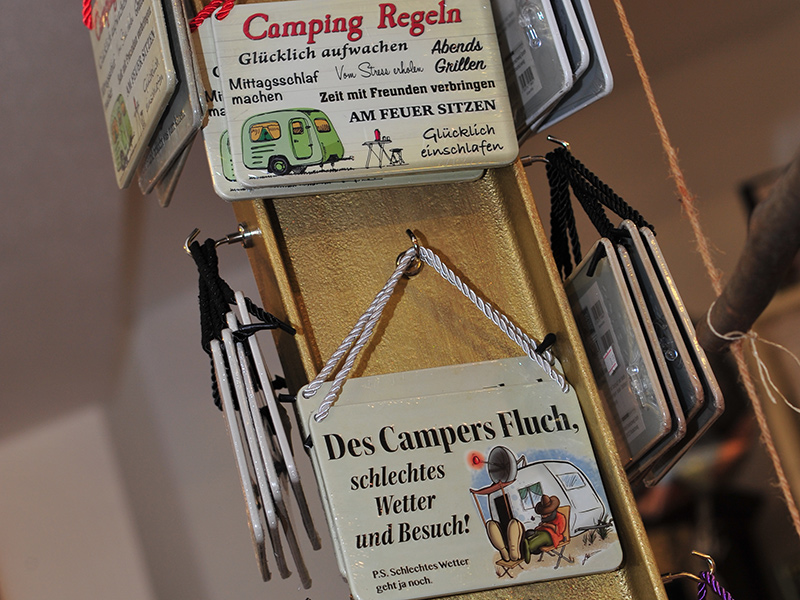 Camping Regeln
Glücklich aufwachen
Abends
Grillen
Mittagsschlaf
machen
Vom Stress erholen
Zeit mit Freunden verbringen
AM FEUER SITZEN
Glücklich
einschlafen
Des Campers Fluch,
schlechtes
Wetter
und Besuch!
P.S. Schlechtes Wetter
geht ja noch.